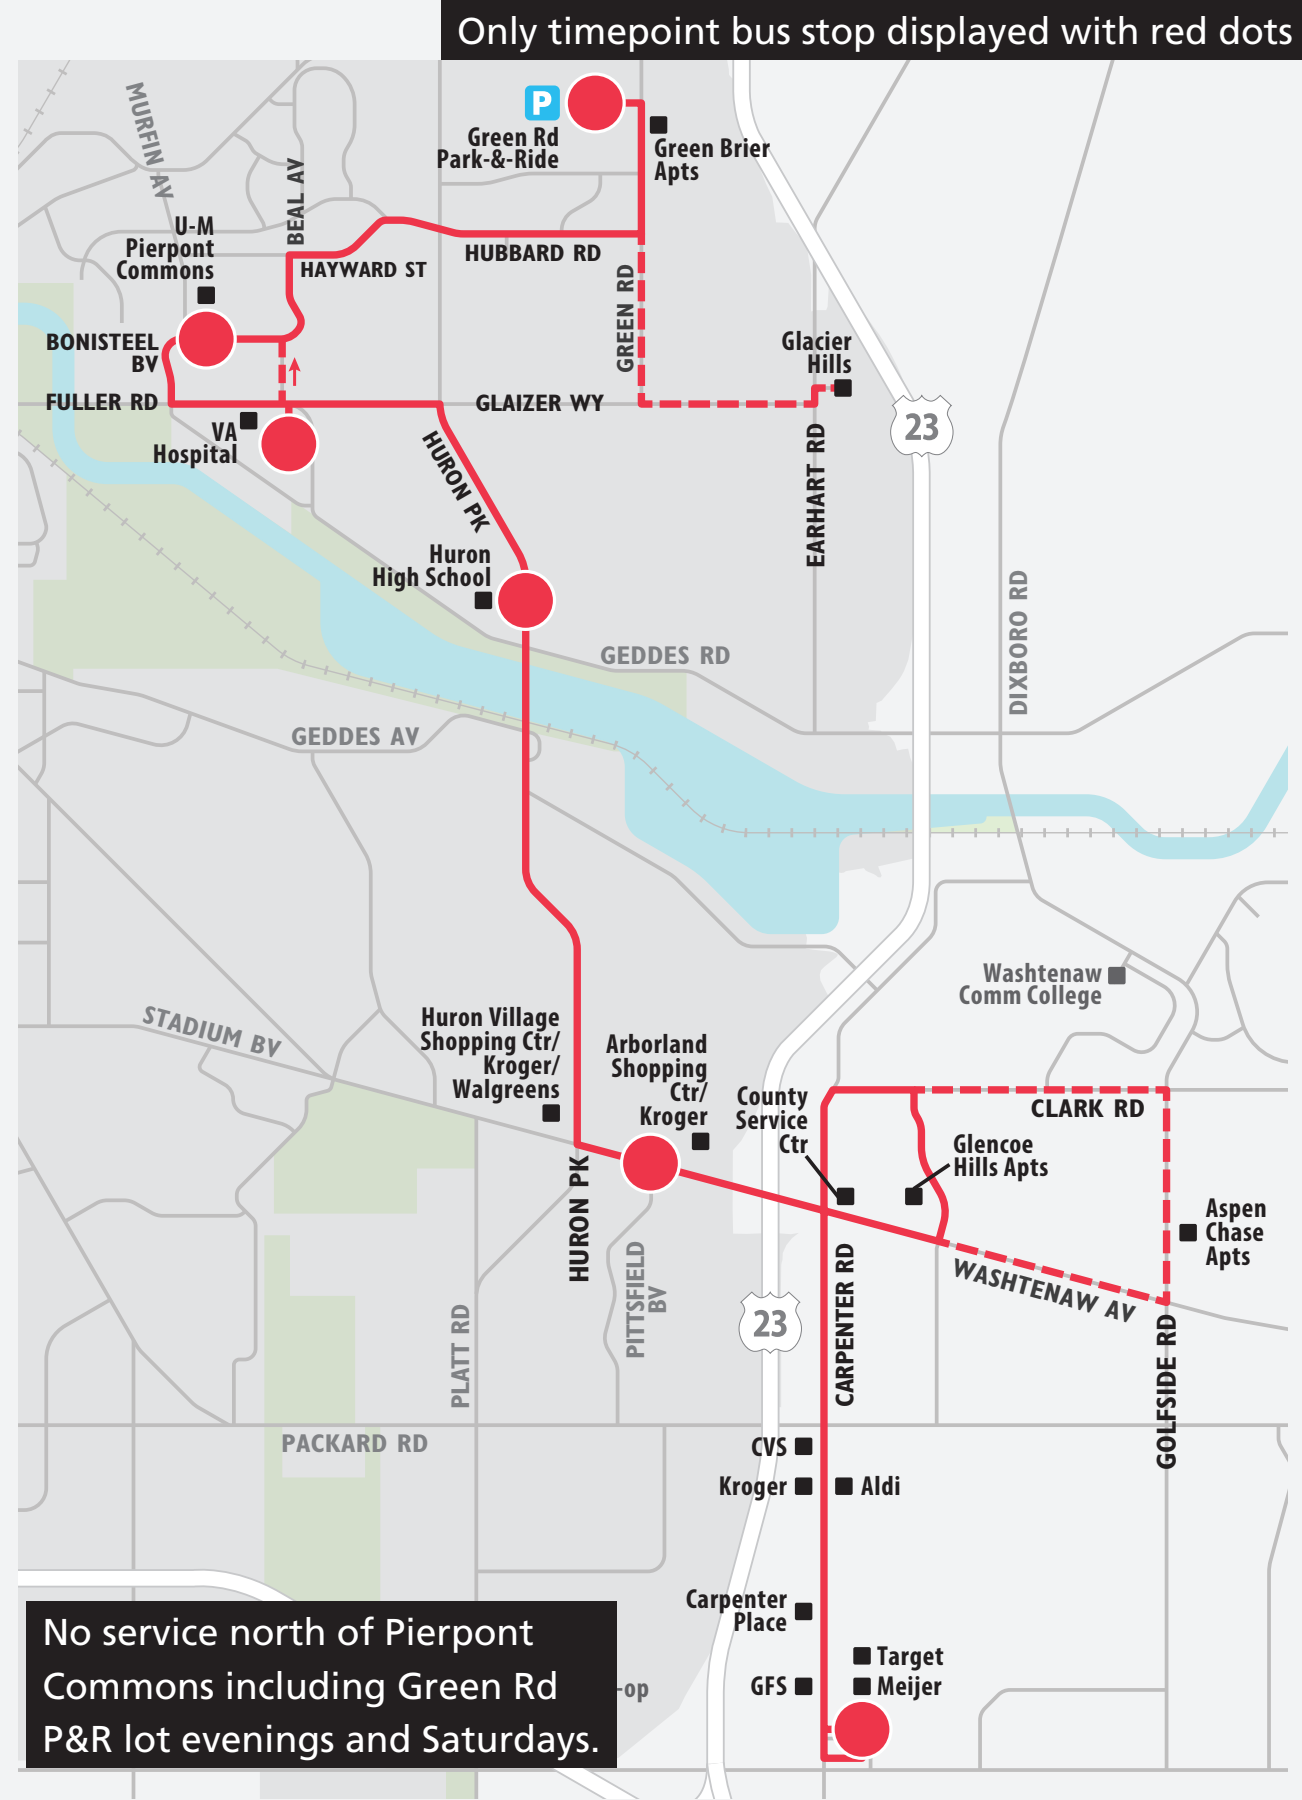 Only timepoint bus stop displayed with red dots
MURFIN AV
P
Green Rd
Park-&-Ride
Green Brier
Apts
BEAL AV
U-M
Pierpont
Commons
HAYWARD ST
HUBBARD RD
GREEN RD
BONISTEEL
BV
Glacier
Hills
FULLER RD
GLAIZER WY
VA
Hospital
23
HURON PK
EARHART RD
Huron
High School
DIXBORO RD
GEDDES RD
GEDDES AV
Washtenaw
Comm College
STADIUM BV
Huron Village
Shopping Ctr/
Kroger/
Walgreens
Arborland
Shopping
Ctr/
Kroger
County
Service
Ctr
CLARK RD
Glencoe
Hills Apts
HURON PK
Aspen
Chase
Apts
PITTSFIELD
BV
WASHTENAW AV
23
CARPENTER RD
PLATT RD
GOLFSIDE RD
PACKARD RD
CVS
Kroger
Aldi
Carpenter
Place
Target
GFS
Meijer
-op
No service north of Pierpont
Commons including Green Rd
P&R lot evenings and Saturdays.